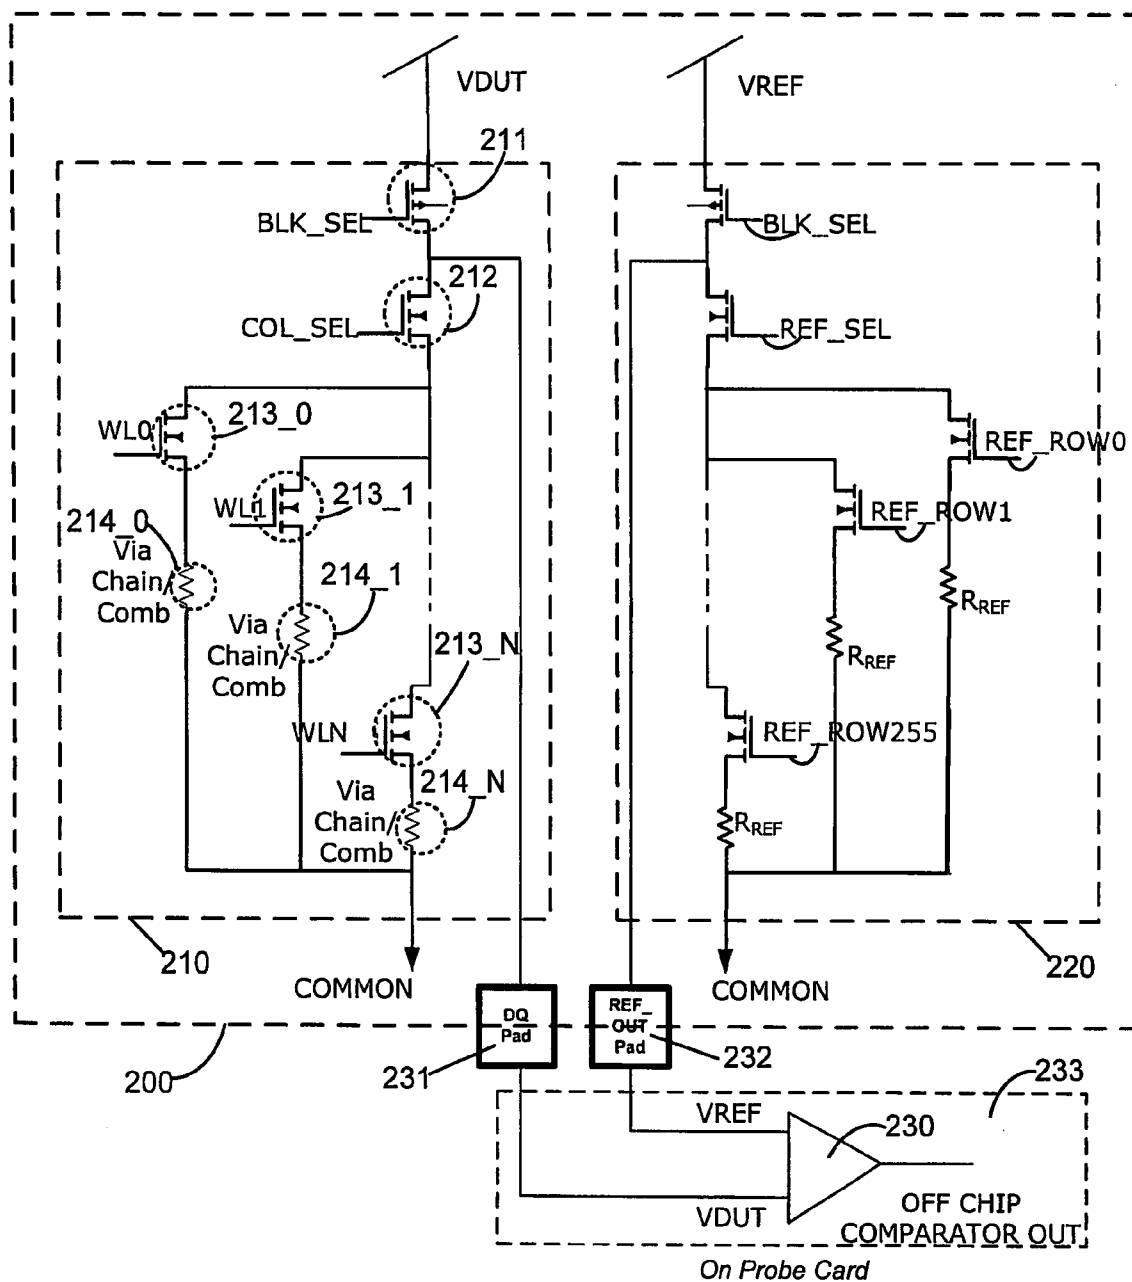 VDUT
VREF
211
BLK_SEL
BLK_SEL
212
COL_SEL
REF_SEL
213_0
WL0
REF_ROW0
213_1
WL1
REF_ROW1
214_0
Via
Chain/
Comb
214_1
RREF
Via
Chain/
Comb
RREF
213_N
WLN
REF_ROW255
214_N
Via
Chain/
Comb
RREF
210
220
COMMON
COMMON
DQ
Pad
REF_
OUT
Pad
200
231
232
233
VREF
230
VDUT
OFF CHIP
COMPARATOR OUT
On Probe Card